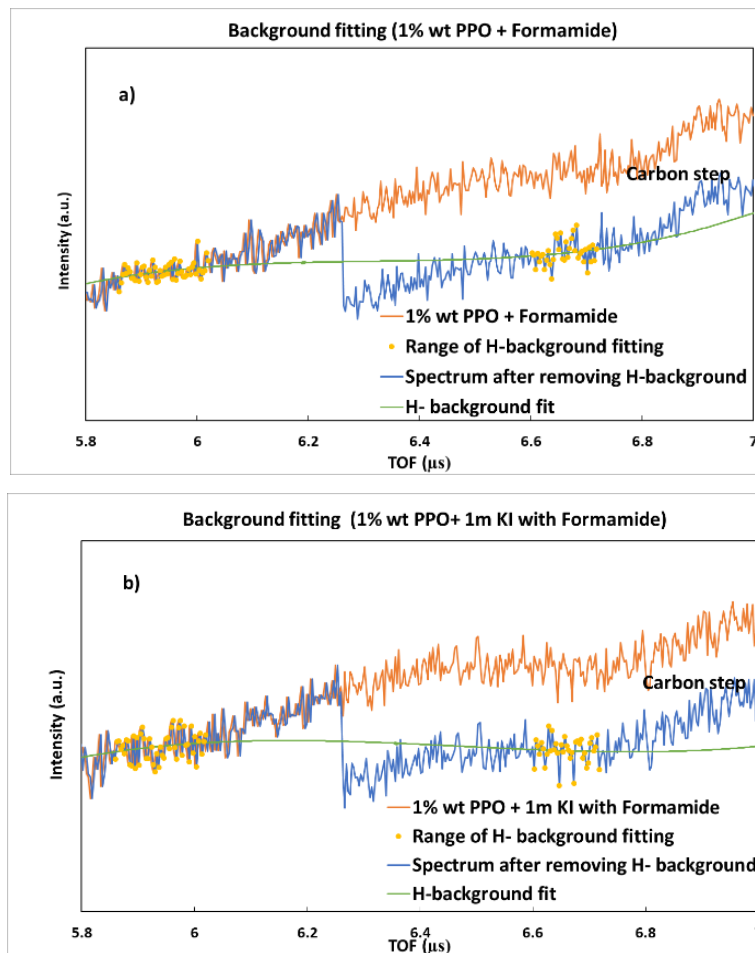 Background fitting (1% wt PPO + Formamide)
a)
Carbon step
Intensity (a.u.)
1% wt PPO + Formamide
Range of H-background fitting
Spectrum after removing H-background
H- background fit
5.8 6 6.2 6.4 6.6 6.8 7
TOF (µs)
Background fitting (1% wt PPO+ 1m KI with Formamide)
b)
Carbon step
Intensity (a.u.)
1% wt PPO + 1m KI with Formamide
Range of H- background fitting
Spectrum after removing H- background
H-background fit
5.8 6 6.2 6.4 6.6 6.8
TOF (µs)